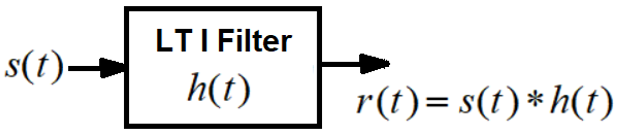 LT I Filter
s(t)
h(t)
r(t) = s(t)*h(t)